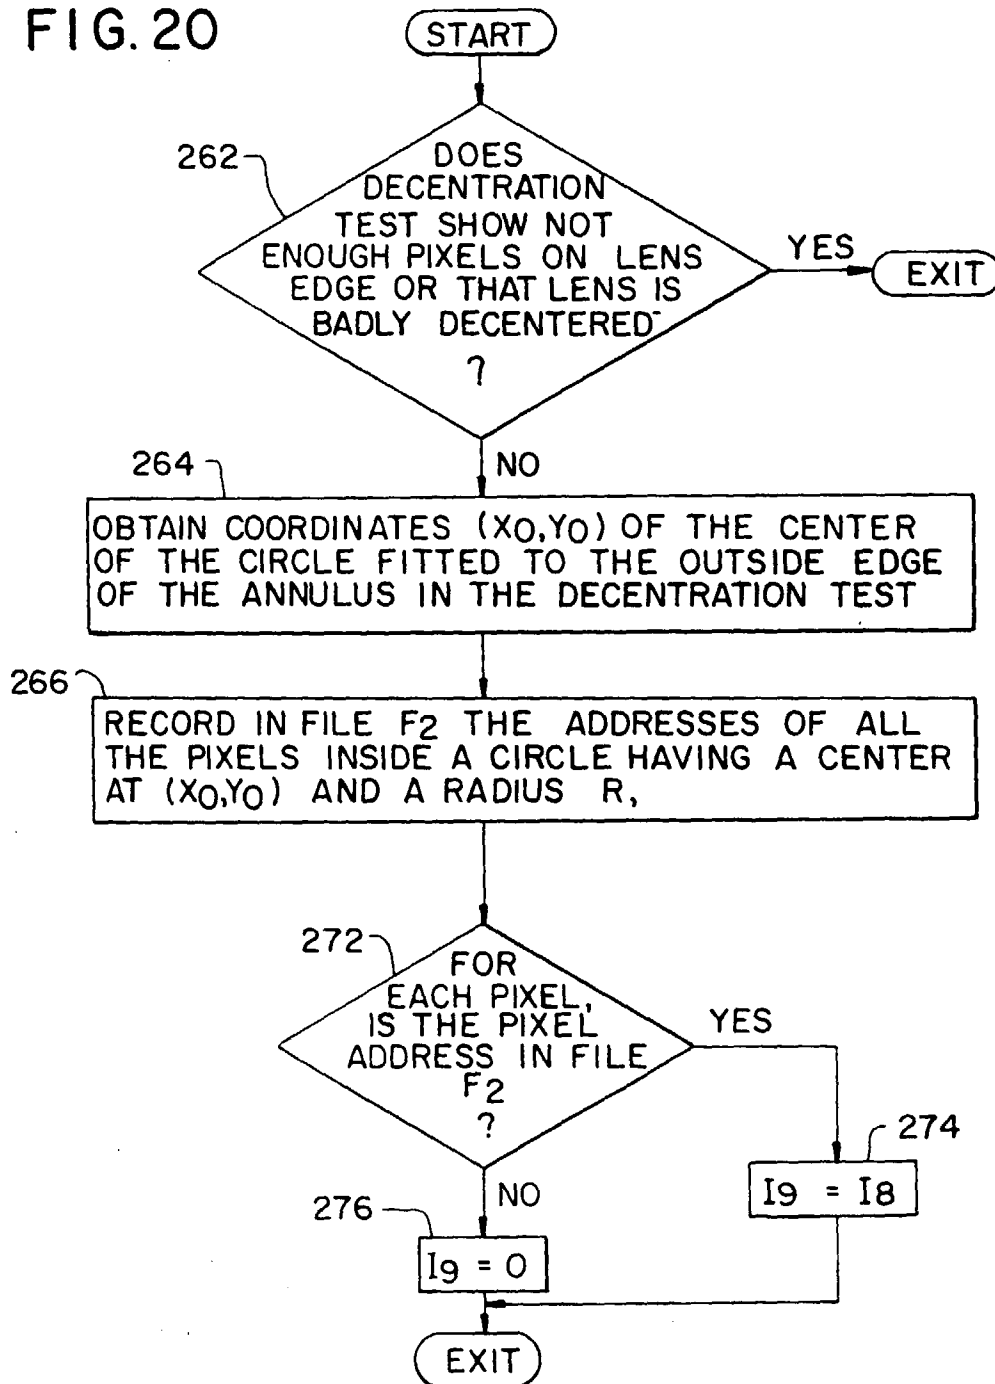 FIG. 20
START
262
DOES
DECENTRATION
TEST SHOW NOT
ENOUGH PIXELS ON LENS
EDGE OR THAT LENS IS
BADLY DECENTERED
?
YES
EXIT
NO
264
OBTAIN COORDINATES (X0,Y0) OF THE CENTER
OF THE CIRCLE FITTED TO THE OUTSIDE EDGE
OF THE ANNULUS IN THE DECENTRATION TEST
266
RECORD IN FILE F2 THE ADDRESSES OF ALL
THE PIXELS INSIDE A CIRCLE HAVING A CENTER
AT (X0,Y0) AND A RADIUS R,
272
FOR
EACH PIXEL,
IS THE PIXEL
ADDRESS IN FILE
F2
?
YES
274
I9 = I8
NO
276
I9 = 0
EXIT